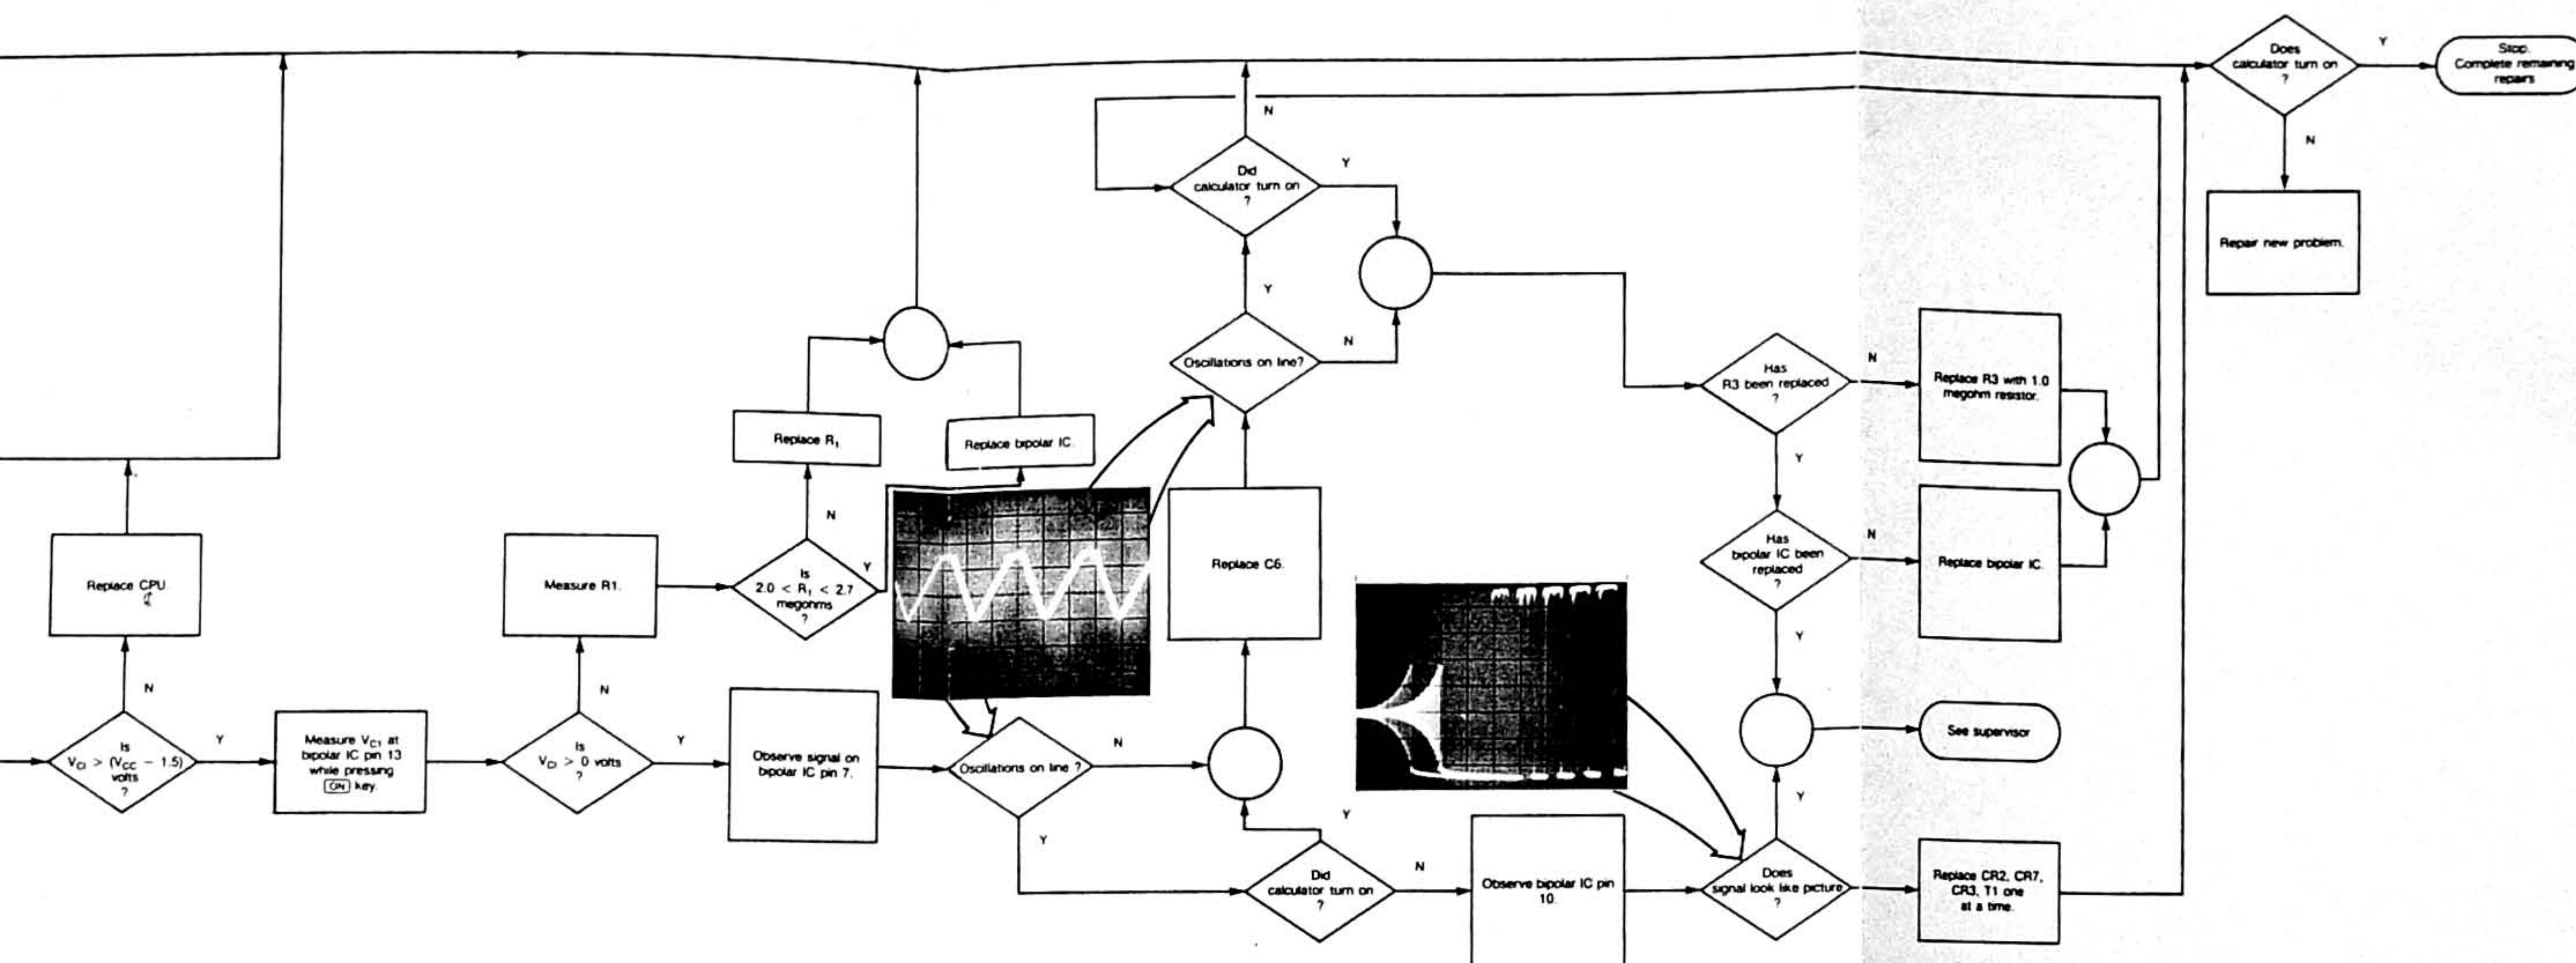 Does
calculator turn on
?
Y
Stop.
Complete remaining
repairs
N
Repair new problem.
N
Did
calculator turn on
?
Y
Y
Oscillations on line?
N
Has
R3 been replaced
?
N
Replace R3 with 1.0
megohm resistor.
Y
Has
bipolar IC been
replaced
?
N
Replace bipolar IC.
Y
See supervisor
Replace R1
Replace bipolar IC.
N
Y
Replace CPU.
Measure R1.
Is
2.0 < R1 < 2.7
megohms
?
Replace C6.
N
N
Is
VCI > (VCC - 1.5)
volts
?
Y
Measure VC1 at
bipolar IC pin 13
while pressing
ON key.
Is
VCI > 0 volts
?
Y
Observe signal on
bipolar IC pin 7.
Oscillations on line ?
N
Y
Y
Did
calculator turn on
?
N
Observe bipolar IC pin
10.
Y
Does
signal look like picture
?
Replace CR2, CR7,
CR3, T1 one
at a time.